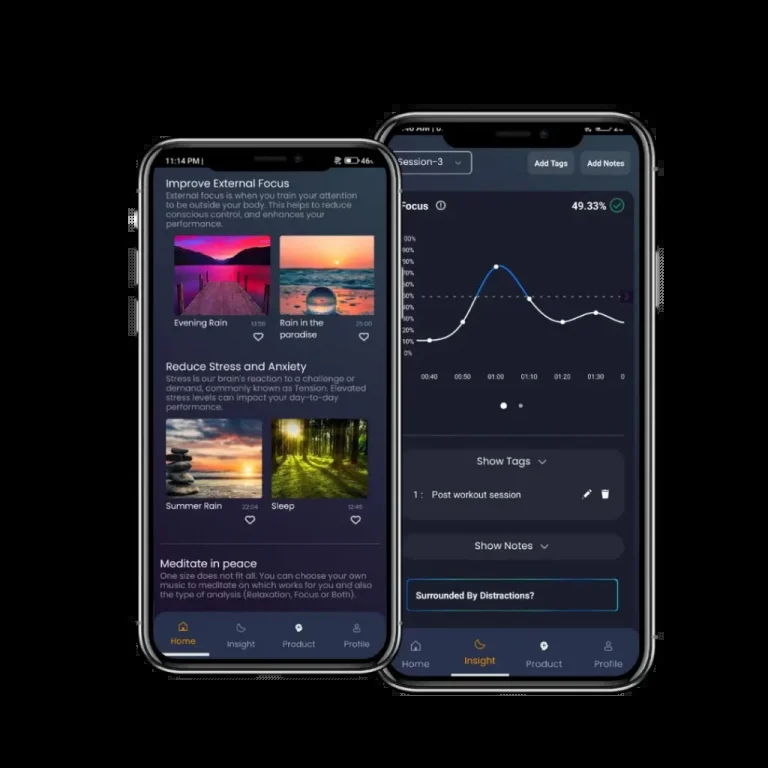 11:14 PM |
46%
Improve External Focus
External focus is when you train your attention
to be outside your body. This helps to reduce
conscious control, and enhances your
performance.
Evening Rain
13:56
Rain in the
25:00
paradise
Reduce Stress and Anxiety
Stress is our brain's reaction to a challenge or
demand, commonly known as Tension. Elevated
stress levels can impact your day-to-day
performance.
Summer Rain
22:04
Sleep
12:45
Meditate in peace
One size does not fit all. You can choose your own
music to meditate on which works for you and also
the type of analysis (Relaxation, Focus or Both).
Home
Insight
Product
Profile
Session-3
Add Tags
Add Notes
Focus
49.33%
00%
90%
80%
70%
60%
50%
40%
30%
20%
10%
0%
00:40
00:50
01:00
01:10
01:20
01:30
0
Show Tags
1 : Post workout session
Show Notes
Surrounded By Distractions?
Home
Insight
Product
Profile